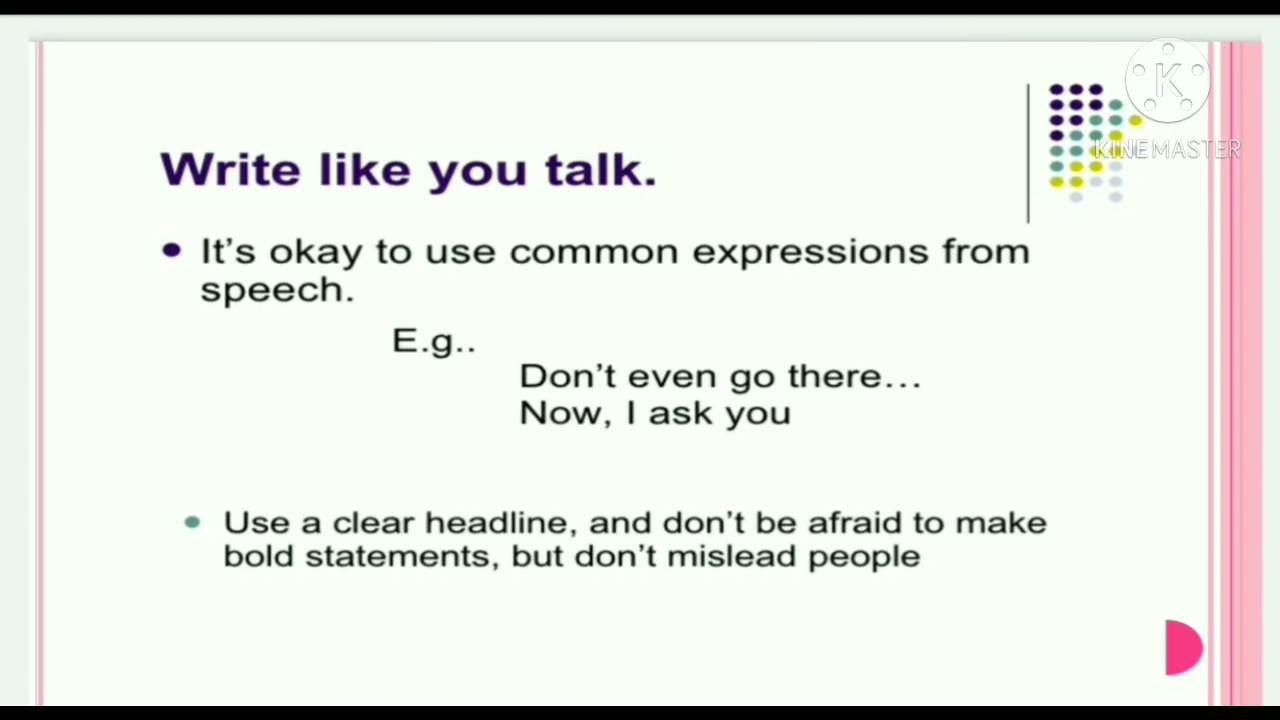 K
KINEMASTER
Write like you talk.
It's okay to use common expressions from
speech.
E.g..
Don't even go there...
Now, I ask you
Use a clear headline, and don't be afraid to make
bold statements, but don't mislead people